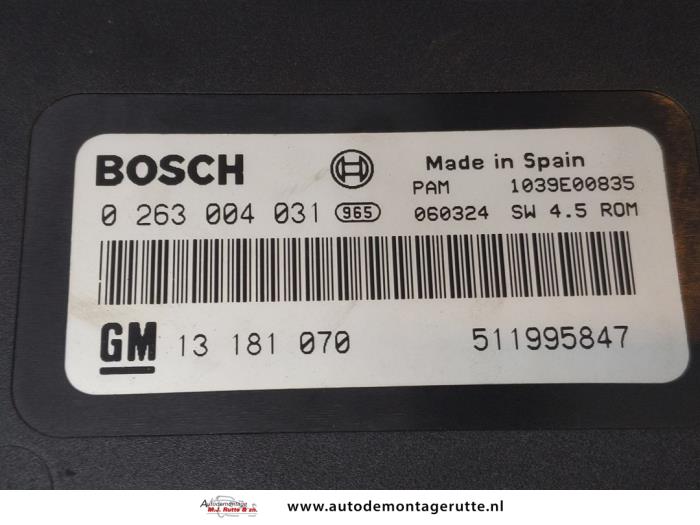 BOSCH
Made in Spain
PAM 1039E00835
0 263 004 031 965 060324 SW 4.5 ROM
GM 13 181 070 511995847
Autodemontage
M.J. Rutte & zn.
www.autodemontagerutte.nl